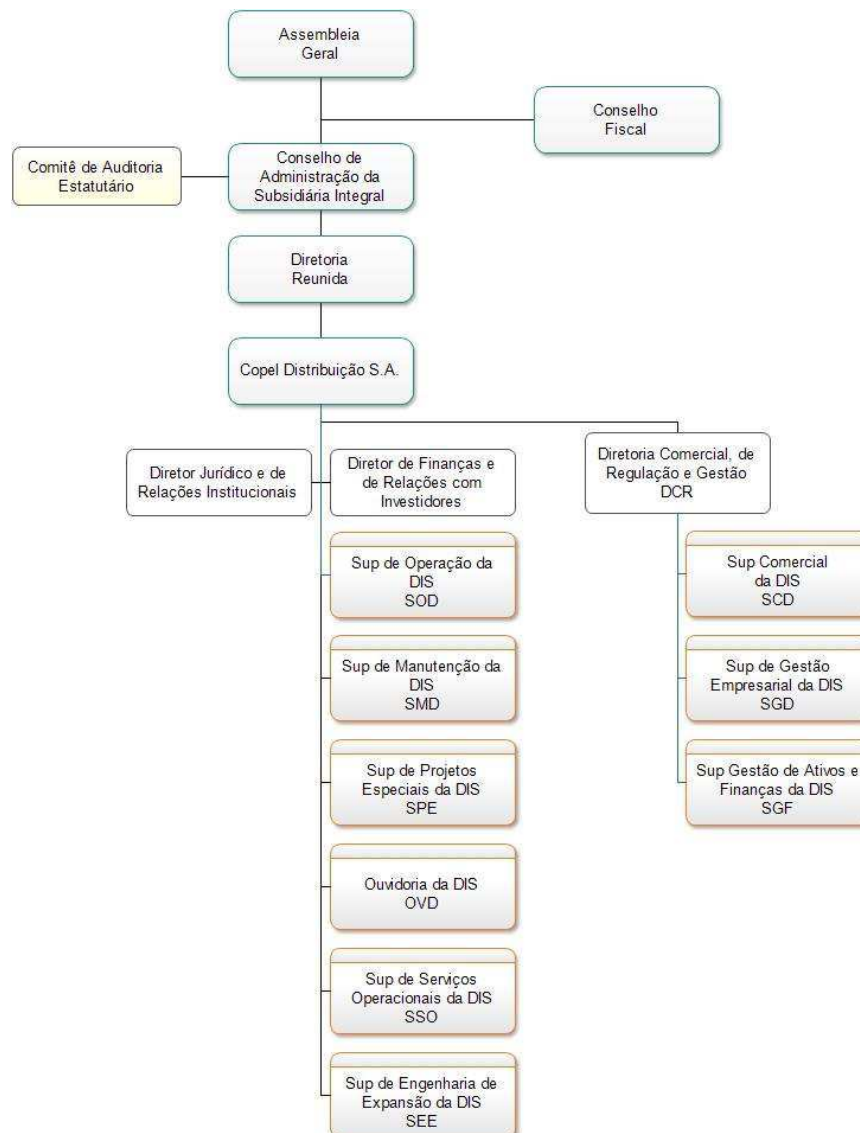 Assembleia
Geral
Conselho
Fiscal
Comitê de Auditoria
Estatutário
Conselho de
Administração da
Subsidiária Integral
Diretoria
Reunida
Copel Distribuição S.A.
Diretor Jurídico e de
Relações Institucionais
Diretor de Finanças e
de Relações com
Investidores
Diretoria Comercial, de
Regulação e Gestão
DCR
Sup de Operação da
DIS
SOD
Sup Comercial
da DIS
SCD
Sup de Manutenção da
DIS
SMD
Sup de Gestão
Empresarial da DIS
SGD
Sup de Projetos
Especiais da DIS
SPE
Sup Gestão de Ativos e
Finanças da DIS
SGF
Ouvidoria da DIS
OVD
Sup de Serviços
Operacionais da DIS
SSO
Sup de Engenharia de
Expansão da DIS
SEE